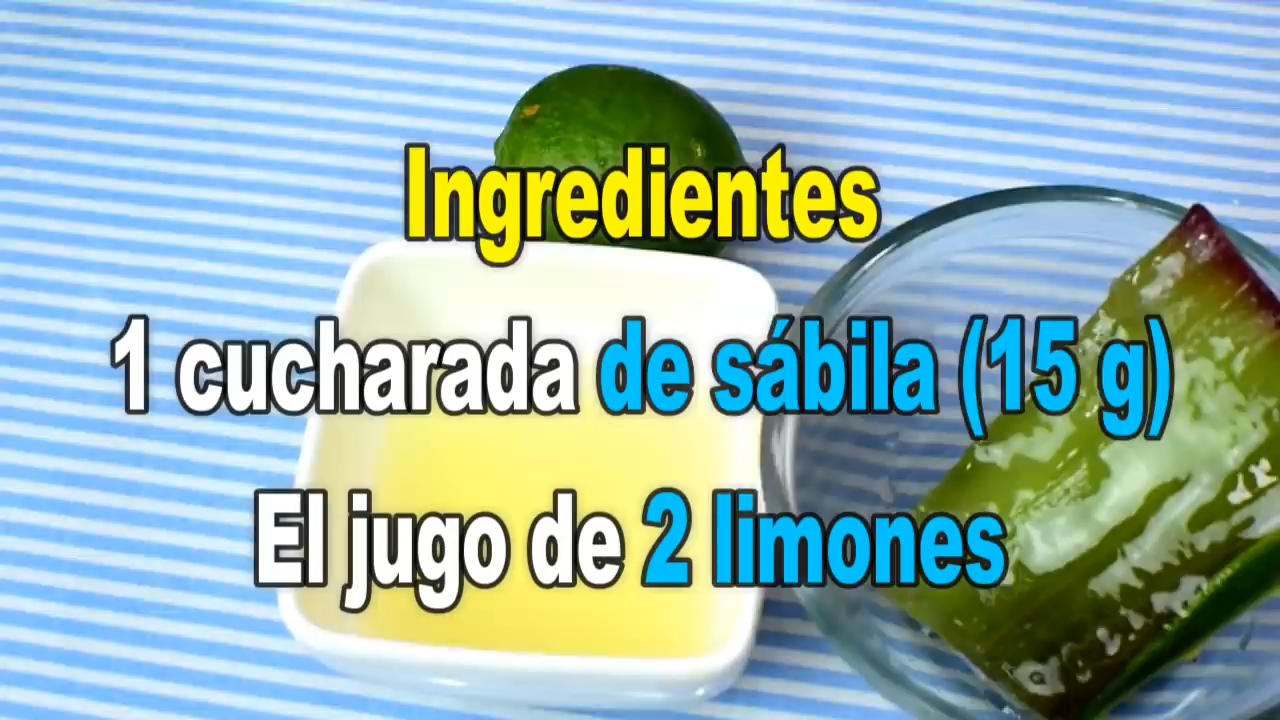 Ingredientes
1 cucharada de sábila (15 g)
El jugo de 2 limones